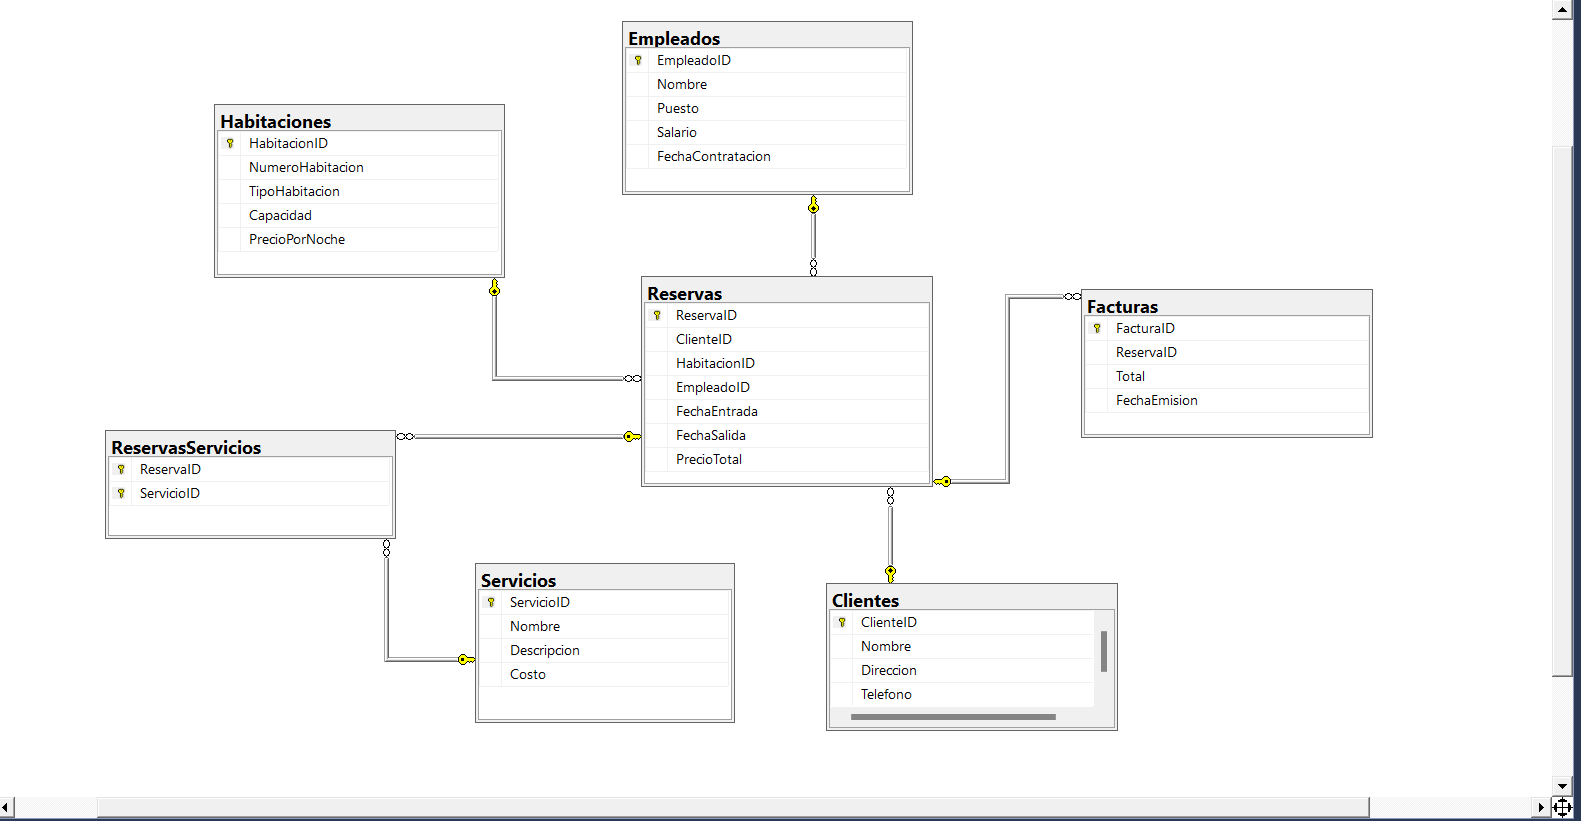 Empleados
EmpleadoID
Nombre
Puesto
Salario
FechaContratacion
Habitaciones
HabitacionID
NumeroHabitacion
TipoHabitacion
Capacidad
PrecioPorNoche
Reservas
ReservaID
ClienteID
HabitacionID
EmpleadoID
FechaEntrada
FechaSalida
PrecioTotal
Facturas
FacturaID
ReservaID
Total
FechaEmision
ReservasServicios
ReservaID
ServicioID
Servicios
ServicioID
Nombre
Descripcion
Costo
Clientes
ClienteID
Nombre
Direccion
Telefono